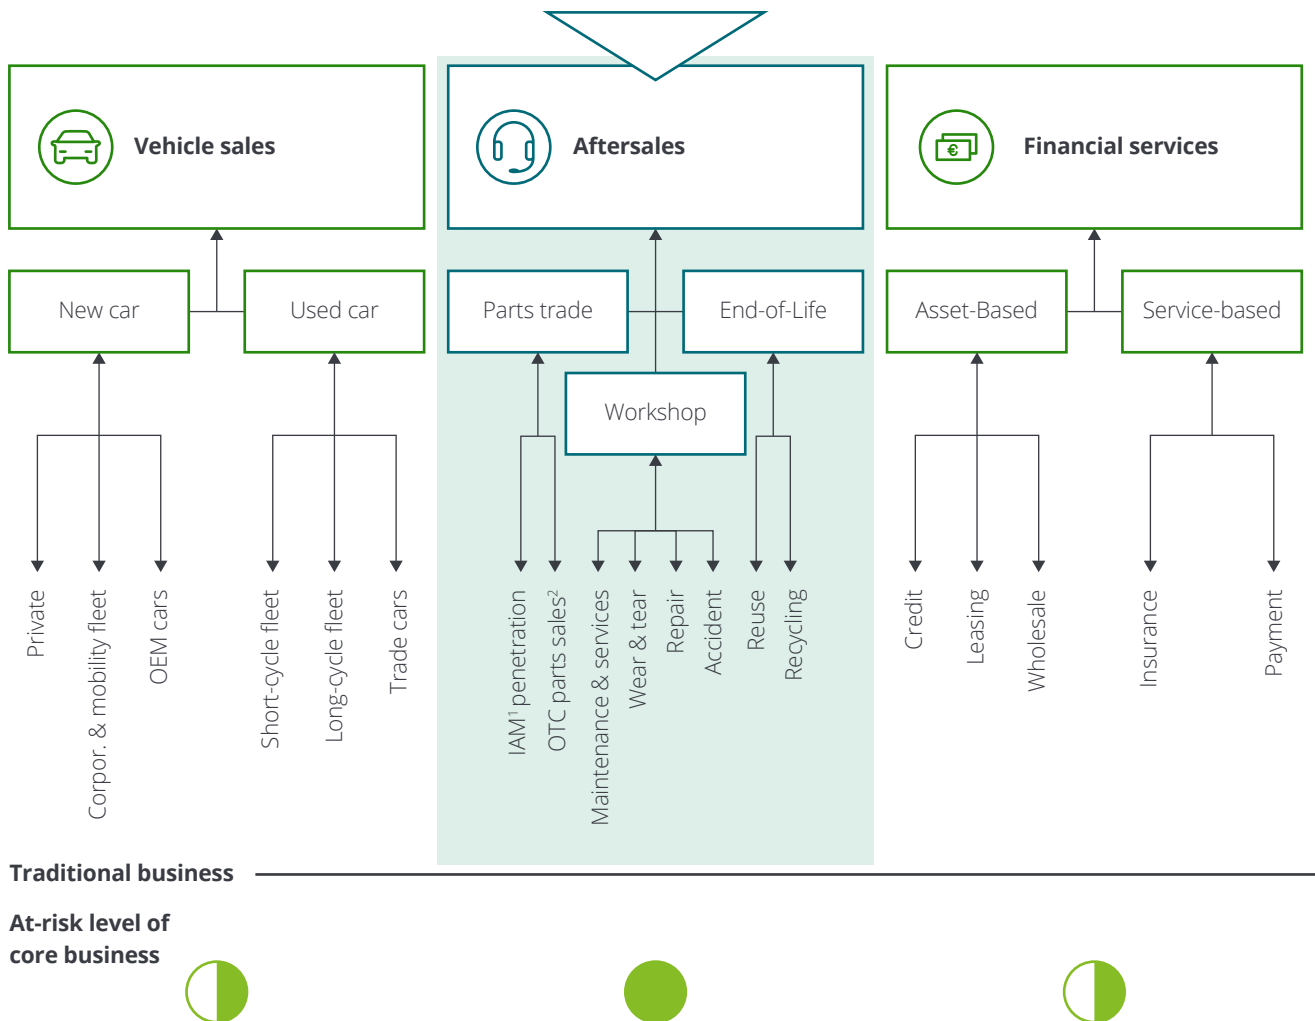 Vehicle sales
Aftersales
Financial services
New car
Used car
Parts trade
End-of-Life
Asset-Based
Service-based
Workshop
Private
Corpor. & mobility fleet
OEM cars
Short-cycle fleet
Long-cycle fleet
Trade cars
IAM¹ penetration
OTC parts sales²
Maintenance & services
Wear & tear
Repair
Accident
Reuse
Recycling
Credit
Leasing
Wholesale
Insurance
Payment
Traditional business
At-risk level of
core business
€